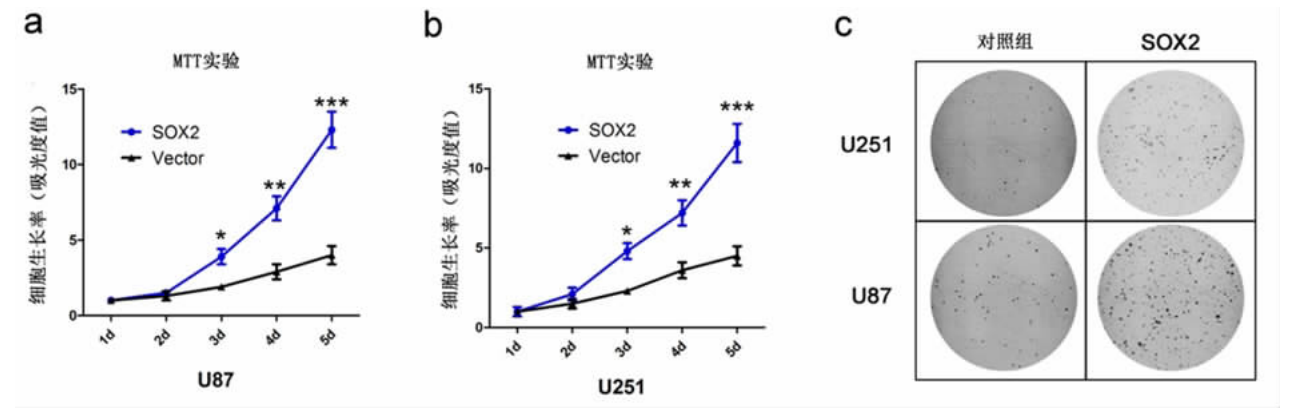 a
MTT实验
细胞生长率（吸光度值）
15
10
5
0
SOX2
Vector
*
**
***
1d
2d
3d
4d
5d
U87
b
MTT实验
细胞生长率（吸光度值）
15
10
5
0
SOX2
Vector
*
**
***
1d
2d
3d
4d
5d
U251
c
对照组 SOX2
U251
U87